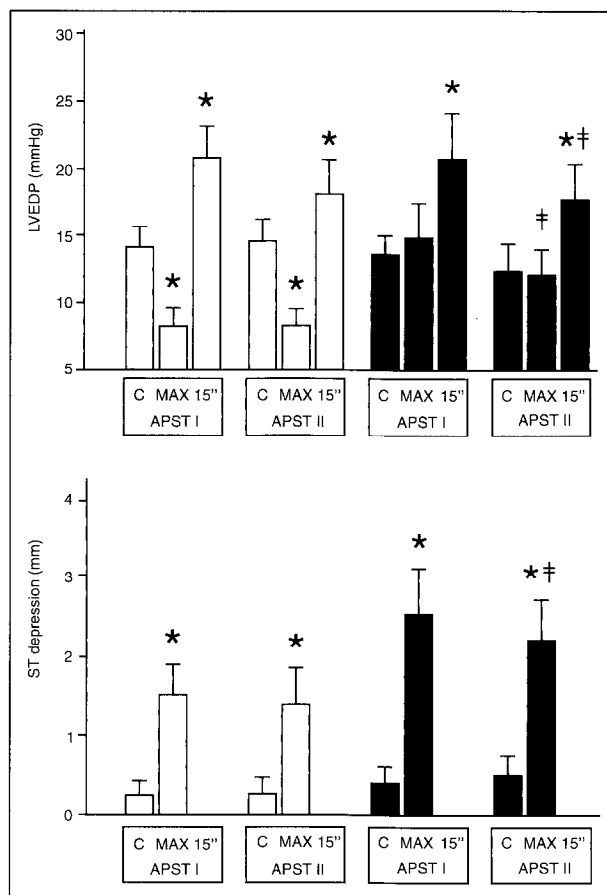 30
25
20
15
10
5
LVEDP (mmHg)
* * * * * *‡ ‡
C MAX 15" C MAX 15" C MAX 15" C MAX 15"
APST I APST II APST I APST II
4
3
2
1
0
ST depression (mm)
* * * *‡
C MAX 15" C MAX 15" C MAX 15" C MAX 15"
APST I APST II APST I APST II